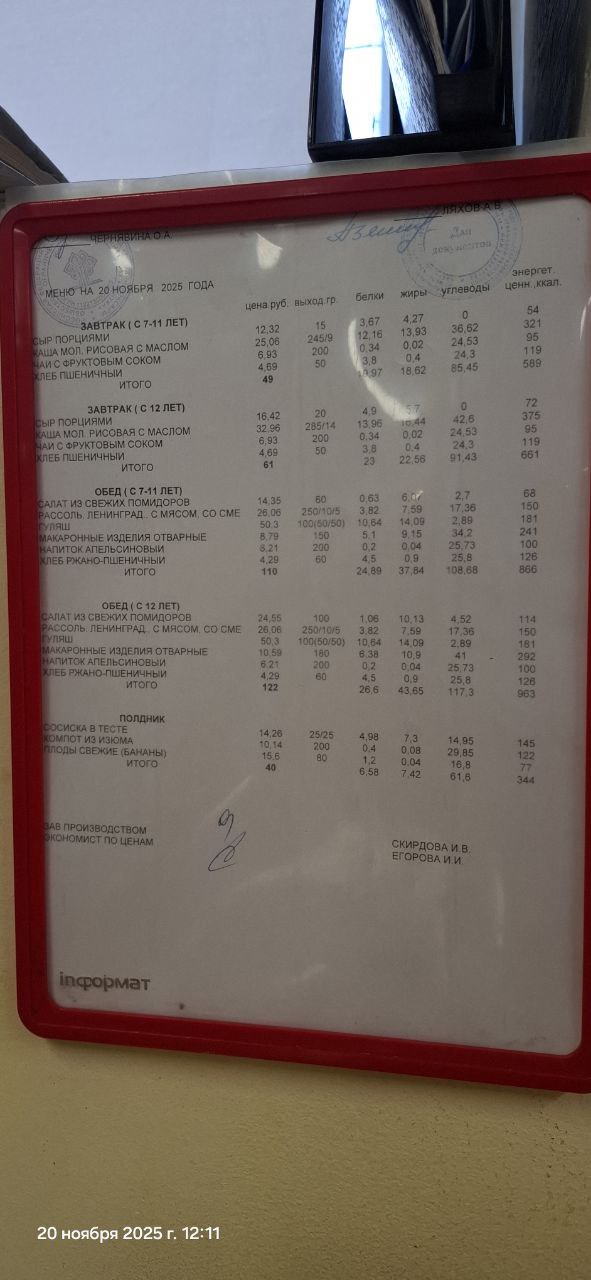 ЧЕРНЯВИНА О.А.
ЛЯХОВ А.В.
Для документов
МЕНЮ НА 20 НОЯБРЯ 2025 ГОДА
цена.руб. выход.гр. белки жиры углеводы энергет. ценн.,ккал.
ЗАВТРАК ( С 7-11 ЛЕТ)
СЫР ПОРЦИЯМИ 12,32 15 3,67 4,27 0 54
КАША МОЛ. РИСОВАЯ С МАСЛОМ 25,06 245/9 12,16 13,93 36,62 321
ЧАЙ С ФРУКТОВЫМ СОКОМ 6,93 200 0,34 0,02 24,53 95
ХЛЕБ ПШЕНИЧНЫЙ 4,69 50 3,8 0,4 24,3 119
ИТОГО 49 19,97 18,62 85,45 589
ЗАВТРАК ( С 12 ЛЕТ)
СЫР ПОРЦИЯМИ 16,42 20 4,9 5,7 0 72
КАША МОЛ. РИСОВАЯ С МАСЛОМ 32,96 285/14 13,96 16,44 42,6 375
ЧАЙ С ФРУКТОВЫМ СОКОМ 6,93 200 0,34 0,02 24,53 95
ХЛЕБ ПШЕНИЧНЫЙ 4,69 50 3,8 0,4 24,3 119
ИТОГО 61 23 22,56 91,43 661
ОБЕД ( С 7-11 ЛЕТ)
САЛАТ ИЗ СВЕЖИХ ПОМИДОРОВ 14,35 60 0,63 6,07 2,7 68
РАССОЛЬ. ЛЕНИНГРАД., С МЯСОМ, СО СМЕ 26,06 250/10/5 3,82 7,59 17,36 150
ГУЛЯШ 50,3 100(50/50) 10,64 14,09 2,89 181
МАКАРОННЫЕ ИЗДЕЛИЯ ОТВАРНЫЕ 8,79 150 5,1 9,15 34,2 241
НАПИТОК АПЕЛЬСИНОВЫЙ 6,21 200 0,2 0,04 25,73 100
ХЛЕБ РЖАНО-ПШЕНИЧНЫЙ 4,29 60 4,5 0,9 25,8 126
ИТОГО 110 24,89 37,84 108,68 866
ОБЕД ( С 12 ЛЕТ)
САЛАТ ИЗ СВЕЖИХ ПОМИДОРОВ 24,55 100 1,06 10,13 4,52 114
РАССОЛЬ. ЛЕНИНГРАД., С МЯСОМ, СО СМЕ 26,06 250/10/5 3,82 7,59 17,36 150
ГУЛЯШ 50,3 100(50/50) 10,64 14,09 2,89 181
МАКАРОННЫЕ ИЗДЕЛИЯ ОТВАРНЫЕ 10,59 180 6,38 10,9 41 292
НАПИТОК АПЕЛЬСИНОВЫЙ 6,21 200 0,2 0,04 25,73 100
ХЛЕБ РЖАНО-ПШЕНИЧНЫЙ 4,29 60 4,5 0,9 25,8 126
ИТОГО 122 26,6 43,65 117,3 963
ПОЛДНИК
СОСИСКА В ТЕСТЕ 14,26 25/25 4,98 7,3 14,95 145
КОМПОТ ИЗ ИЗЮМА 10,14 200 0,4 0,08 29,85 122
ПЛОДЫ СВЕЖИЕ (БАНАНЫ) 15,6 80 1,2 0,04 16,8 77
ИТОГО 40 6,58 7,42 61,6 344
ЗАВ ПРОИЗВОДСТВОМ СКИРДОВА И.В.
ЭКОНОМИСТ ПО ЦЕНАМ ЕГОРОВА И.И.
inформат
20 ноября 2025 г. 12:11